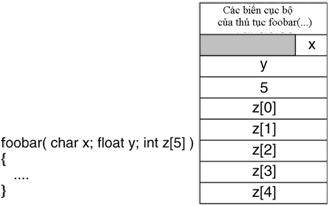 Các biến cục bộ
của thủ tục foobar(...)
x
y
5
z[0]
z[1]
z[2]
z[3]
z[4]
foobar( char x; float y; int z[5] )
{
....
}